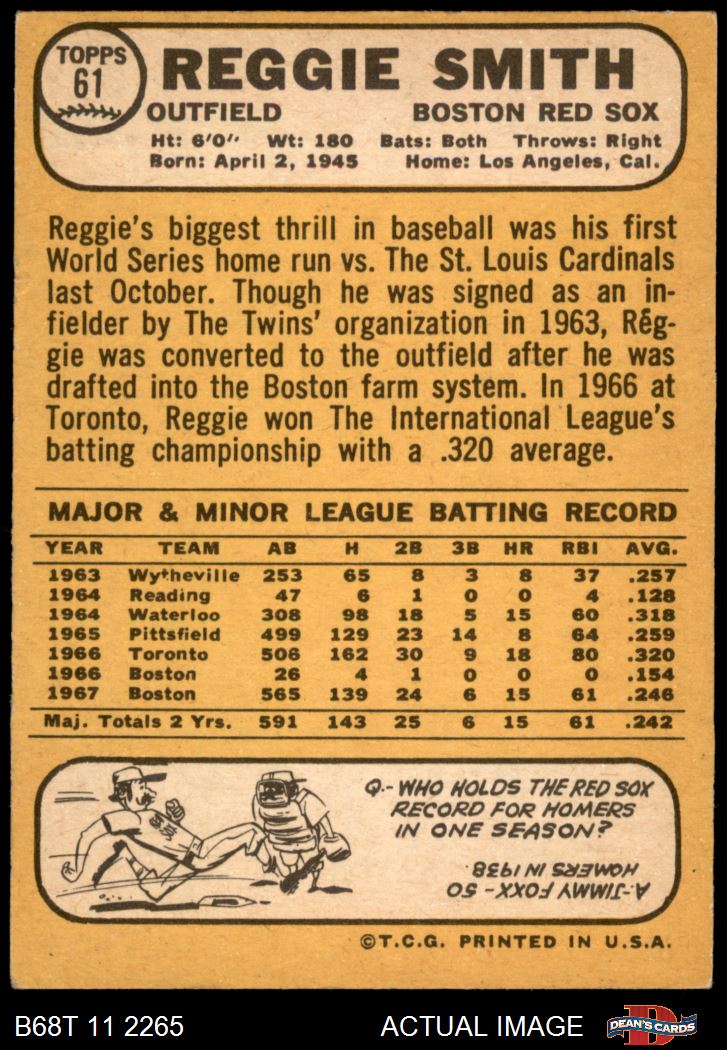 TOPPS
61
REGGIE SMITH
OUTFIELD BOSTON RED SOX
Ht: 6'0" Wt: 180 Bats: Both Throws: Right
Born: April 2, 1945 Home: Los Angeles, Cal.
Reggie's biggest thrill in baseball was his first
World Series home run vs. The St. Louis Cardinals
last October. Though he was signed as an in-
fielder by The Twins' organization in 1963, Reg-
gie was converted to the outfield after he was
drafted into the Boston farm system. In 1966 at
Toronto, Reggie won The International League's
batting championship with a .320 average.
MAJOR & MINOR LEAGUE BATTING RECORD
YEAR TEAM AB H 2B 3B HR RBI AVG.
1963 Wytheville 253 65 8 3 8 37 .257
1964 Reading 47 6 1 0 0 4 .128
1964 Waterloo 308 98 18 5 15 60 .318
1965 Pittsfield 499 129 23 14 8 64 .259
1966 Toronto 506 162 30 9 18 80 .320
1966 Boston 26 4 1 0 0 0 .154
1967 Boston 565 139 24 6 15 61 .246
Maj. Totals 2 Yrs. 591 143 25 6 15 61 .242
Q.- WHO HOLDS THE RED SOX
RECORD FOR HOMERS
IN ONE SEASON?
A-JIMMY FOXX- 50
HOMERS IN 1938.
©T.C.G. PRINTED IN U.S.A.
B68T 11 2265 ACTUAL IMAGE DEAN'S CARDS